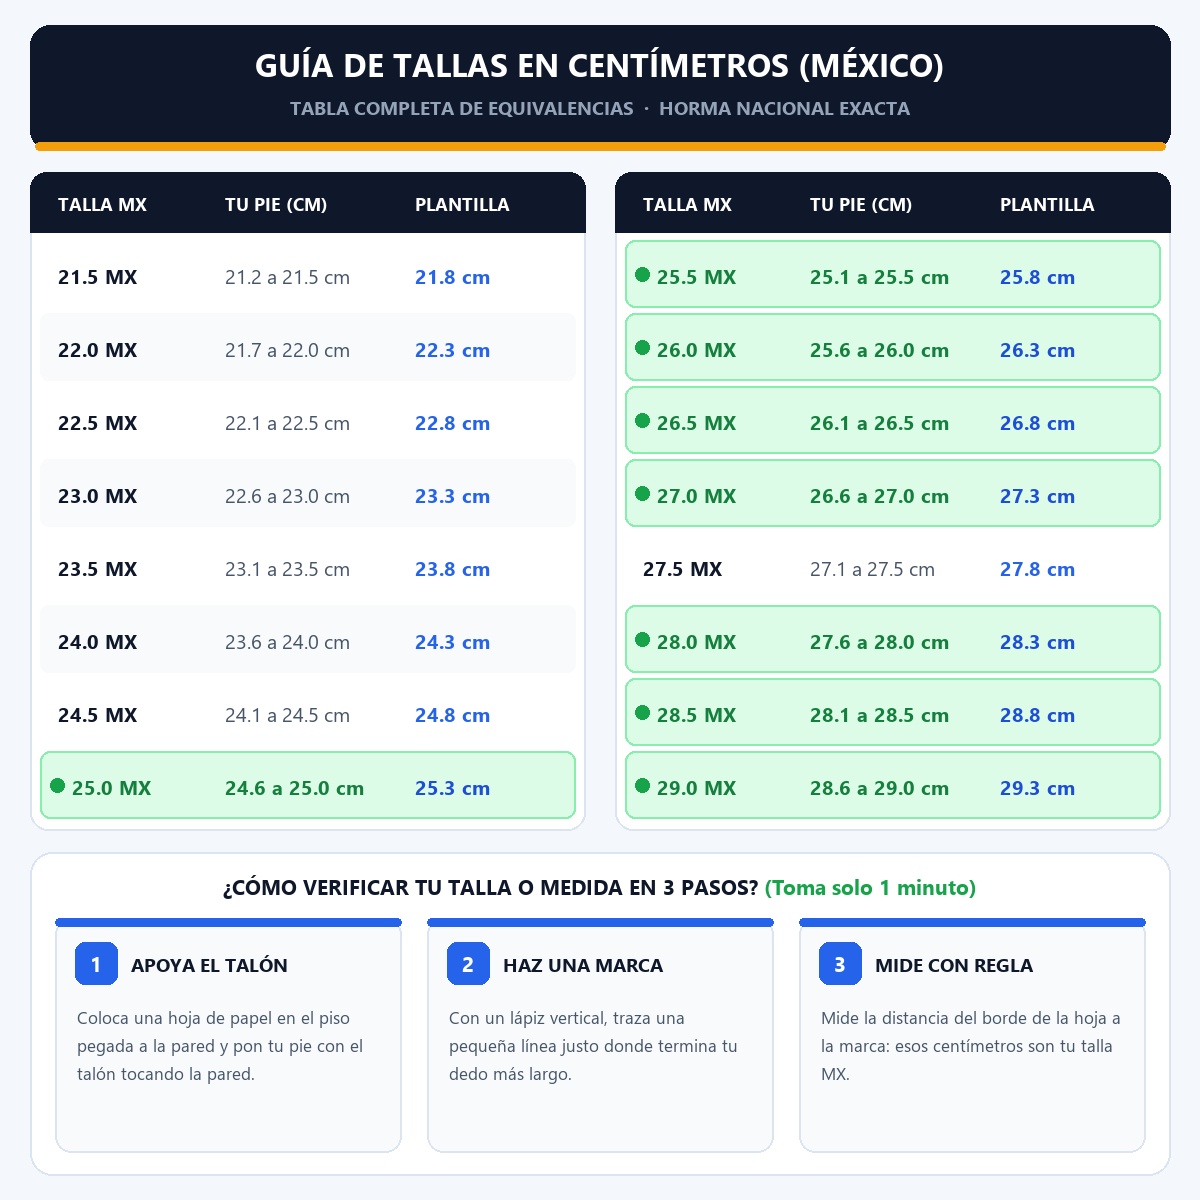 GUÍA DE TALLAS EN CENTÍMETROS (MÉXICO)
TABLA COMPLETA DE EQUIVALENCIAS · HORMA NACIONAL EXACTA
TALLA MX TU PIE (CM) PLANTILLA
21.5 MX 21.2 a 21.5 cm 21.8 cm
22.0 MX 21.7 a 22.0 cm 22.3 cm
22.5 MX 22.1 a 22.5 cm 22.8 cm
23.0 MX 22.6 a 23.0 cm 23.3 cm
23.5 MX 23.1 a 23.5 cm 23.8 cm
24.0 MX 23.6 a 24.0 cm 24.3 cm
24.5 MX 24.1 a 24.5 cm 24.8 cm
25.0 MX 24.6 a 25.0 cm 25.3 cm
TALLA MX TU PIE (CM) PLANTILLA
25.5 MX 25.1 a 25.5 cm 25.8 cm
26.0 MX 25.6 a 26.0 cm 26.3 cm
26.5 MX 26.1 a 26.5 cm 26.8 cm
27.0 MX 26.6 a 27.0 cm 27.3 cm
27.5 MX 27.1 a 27.5 cm 27.8 cm
28.0 MX 27.6 a 28.0 cm 28.3 cm
28.5 MX 28.1 a 28.5 cm 28.8 cm
29.0 MX 28.6 a 29.0 cm 29.3 cm
¿CÓMO VERIFICAR TU TALLA O MEDIDA EN 3 PASOS? (Toma solo 1 minuto)
1 APOYA EL TALÓN
Coloca una hoja de papel en el piso
pegada a la pared y pon tu pie con el
talón tocando la pared.
2 HAZ UNA MARCA
Con un lápiz vertical, traza una
pequeña línea justo donde termina tu
dedo más largo.
3 MIDE CON REGLA
Mide la distancia del borde de la hoja a
la marca: esos centímetros son tu talla
MX.